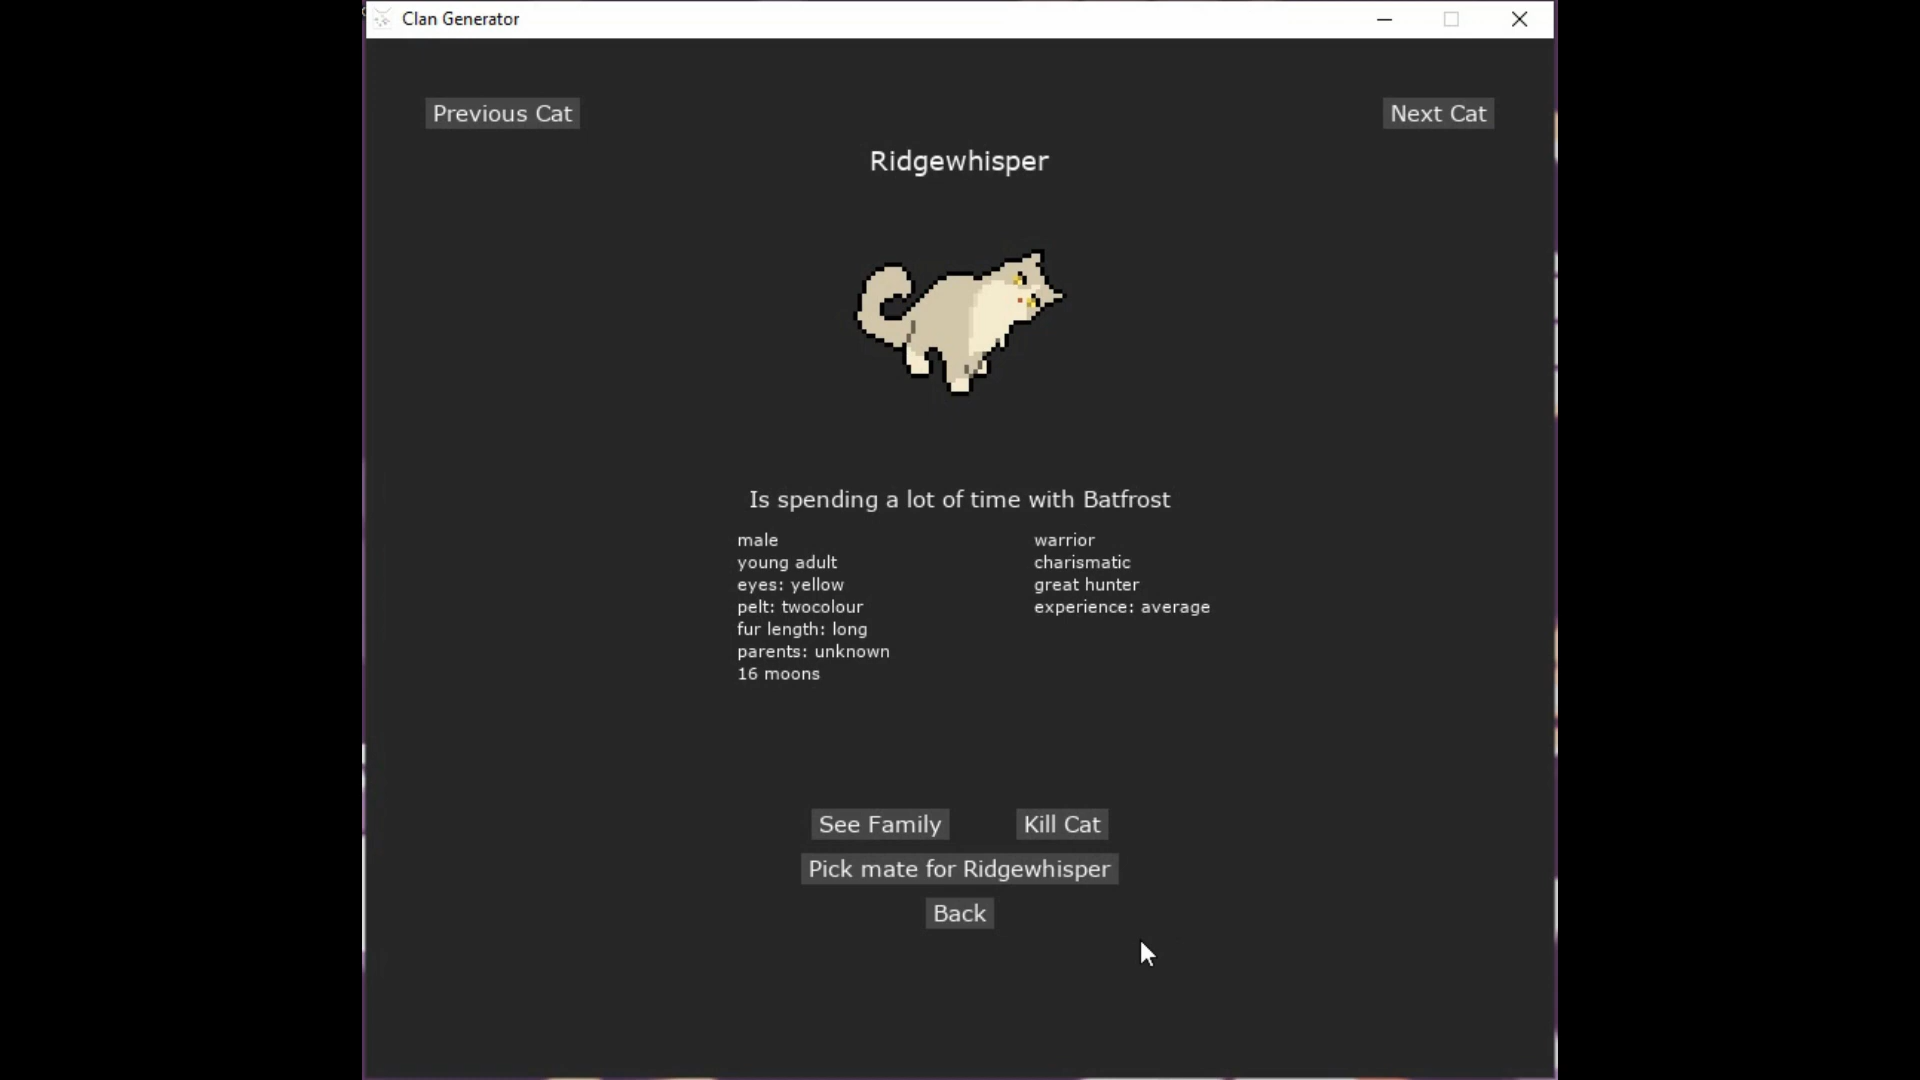 Clan Generator
Previous Cat
Next Cat
Ridgewhisper
Is spending a lot of time with Batfrost
male
young adult
eyes: yellow
pelt: twocolour
fur length: long
parents: unknown
16 moons
warrior
charismatic
great hunter
experience: average
See Family
Kill Cat
Pick mate for Ridgewhisper
Back